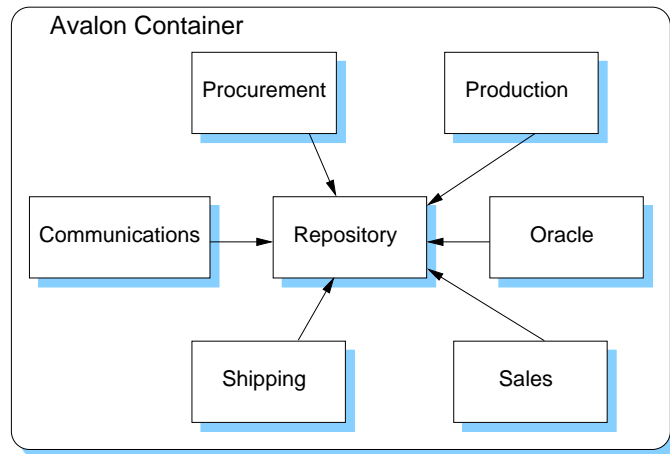 Avalon Container
Procurement
Production
Communications
Repository
Oracle
Shipping
Sales